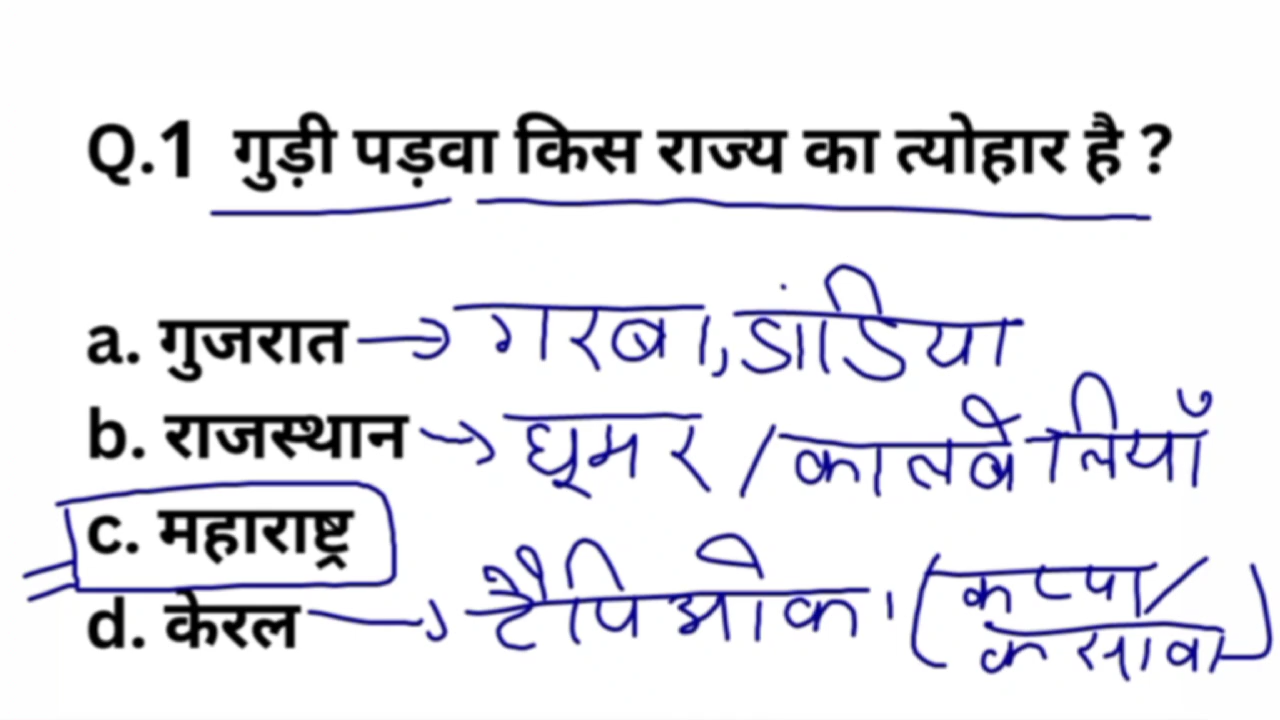 Q.1 गुड़ी पड़वा किस राज्य का त्योहार है ?
a. गुजरात → गरबा, डांडिया
b. राजस्थान → घूमर / कालबेलियाँ
c. महाराष्ट्र
d. केरल → टैपिओका (कप्पा/
कसावा)